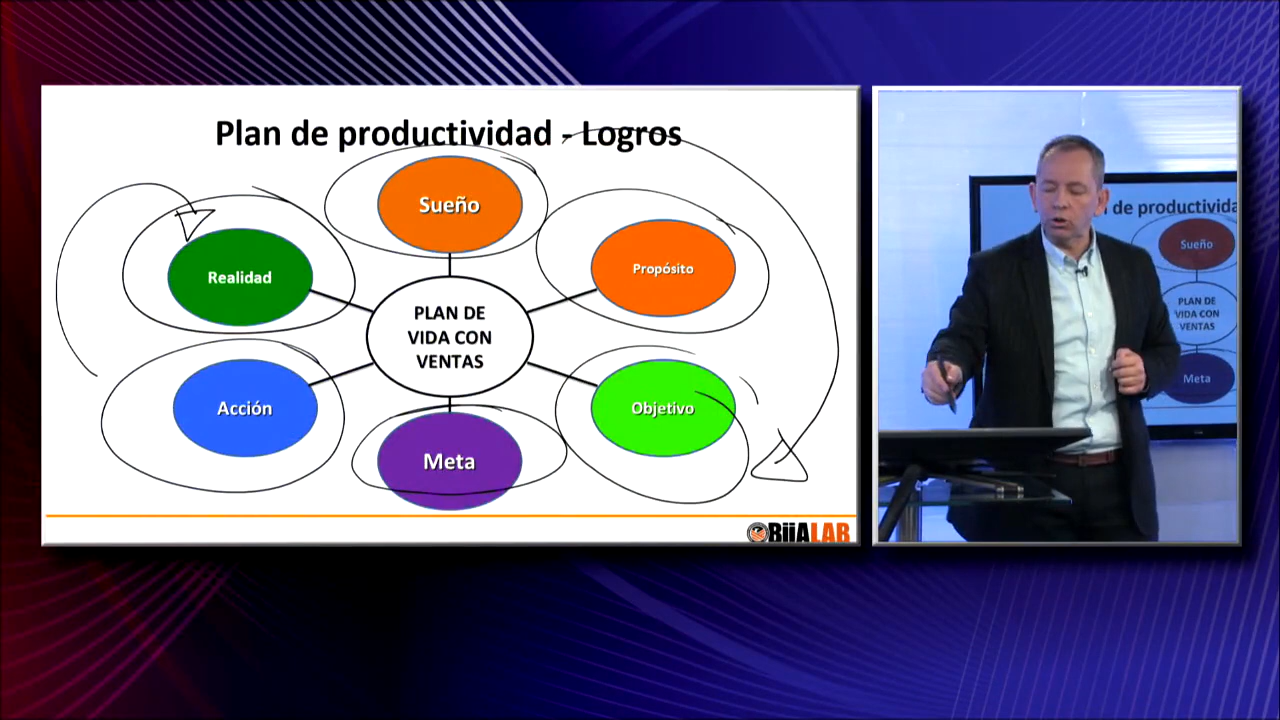 Plan de productividad - Logros
Sueño
Propósito
Realidad
PLAN DE
VIDA CON
VENTAS
Acción
Objetivo
Meta
BiiALAB
de productivida
Sueño
PLAN DE
VIDA CON
VENTAS
Meta